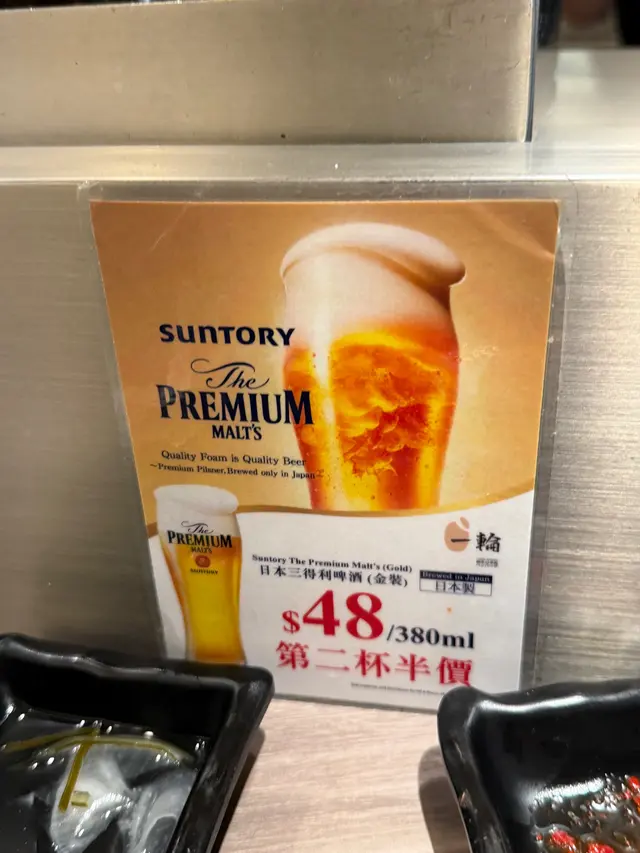 SUNTORY
The
PREMIUM
MALT'S
Quality Foam is Quality Beer
~Premium Pilsner, Brewed only in Japan~
The
PREMIUM
MALT'S
SUNTORY
一輪
Suntory The Premium Malt's (Gold)
日本三得利啤酒 (金裝)
Brewed in Japan
日本製
$48/380ml
第二杯半價